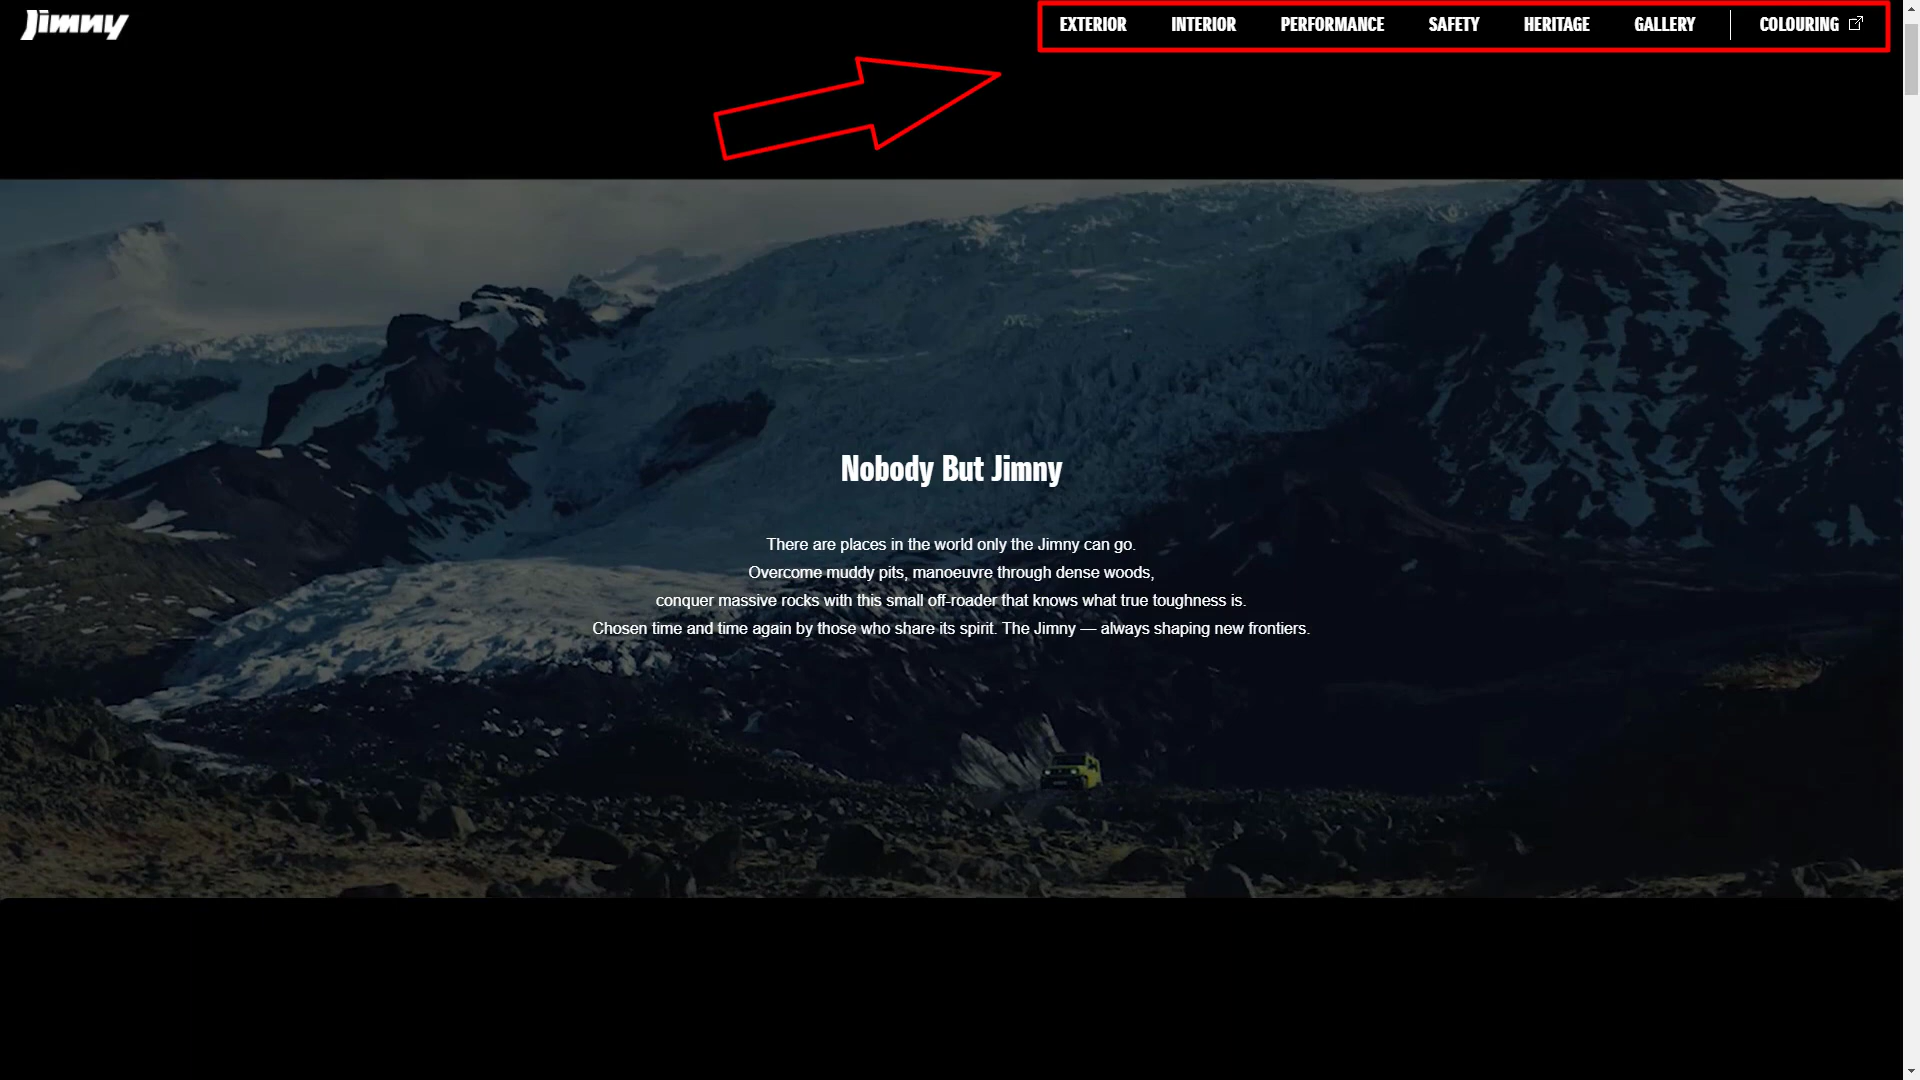 Jimny
EXTERIOR INTERIOR PERFORMANCE SAFETY HERITAGE GALLERY COLOURING
Nobody But Jimny
There are places in the world only the Jimny can go.
Overcome muddy pits, manoeuvre through dense woods,
conquer massive rocks with this small off-roader that knows what true toughness is.
Chosen time and time again by those who share its spirit. The Jimny — always shaping new frontiers.